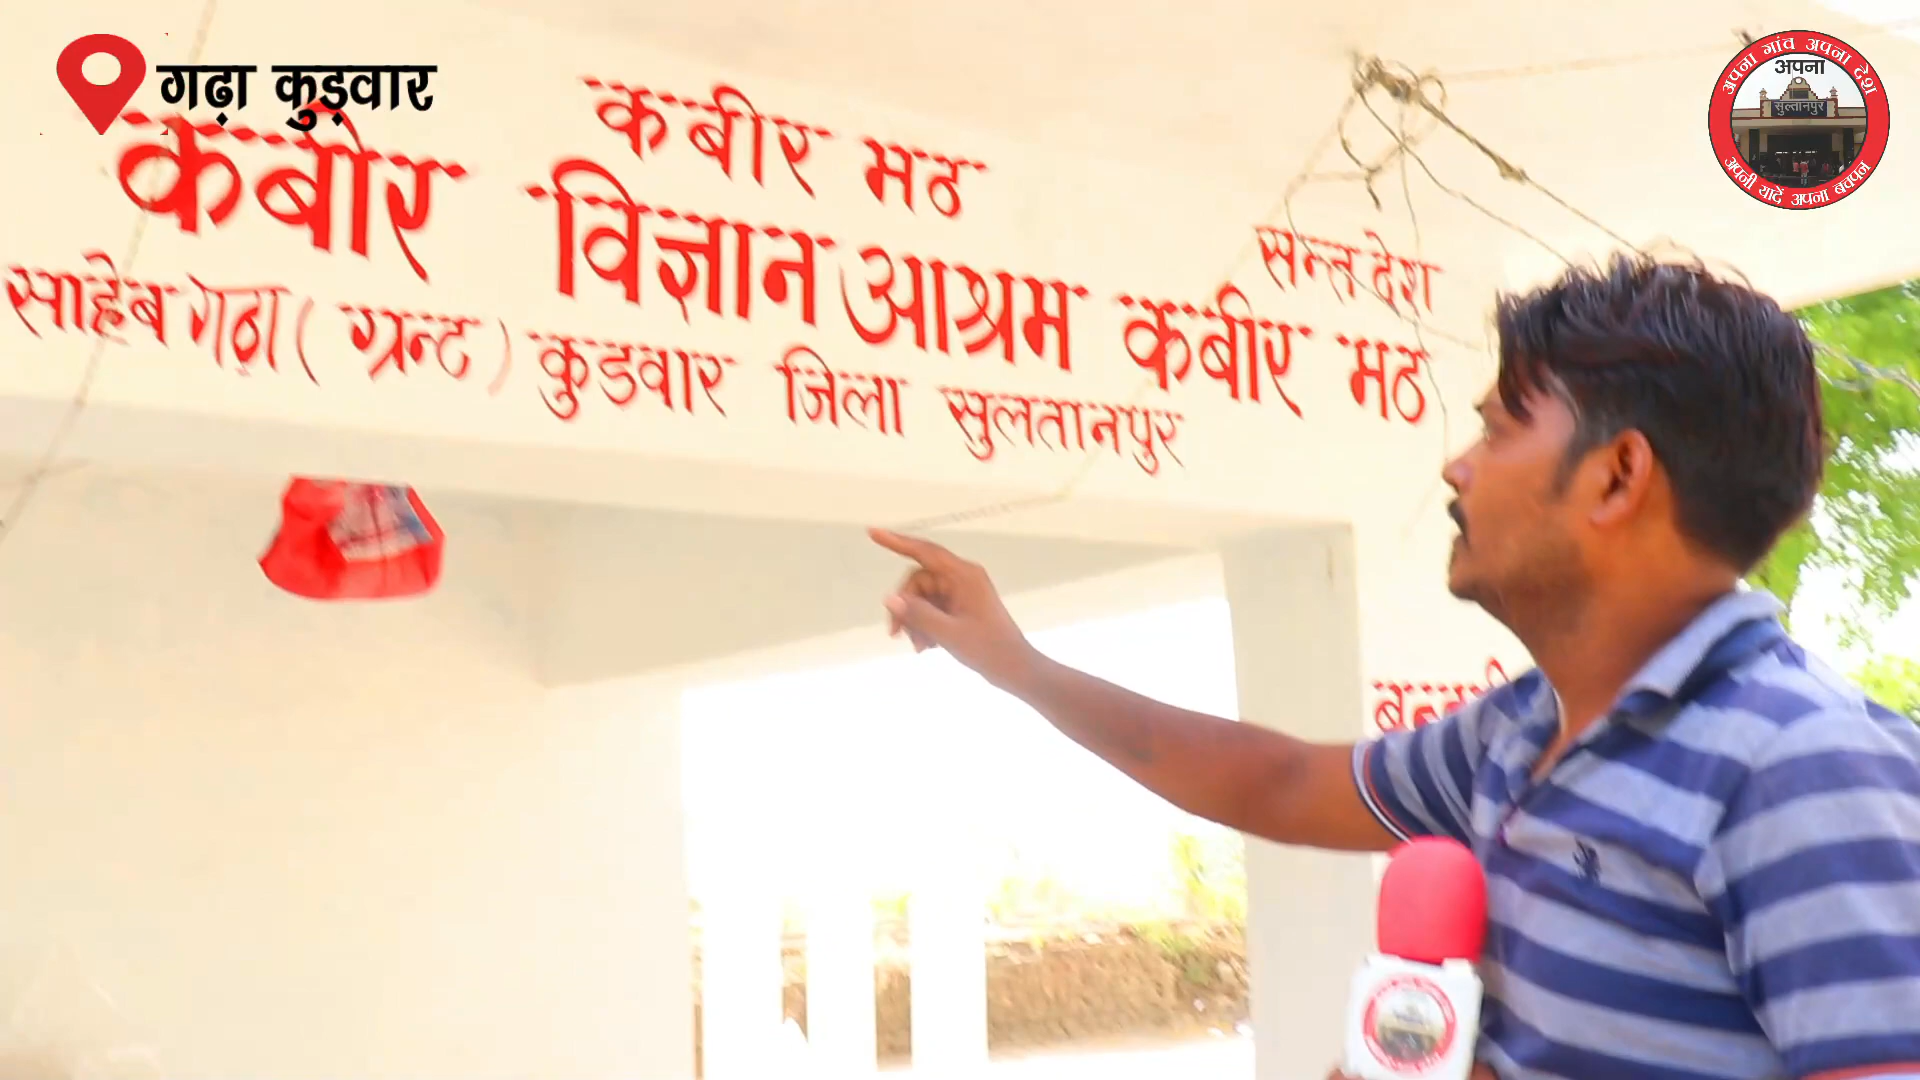 गढ़ा कुड़वार
अपना गांव अपना देश
अपना
सुल्तानपुर
अपनी यादें अपना बचपन
कबीर मठ
सन्त देश
कबीर विज्ञान आश्रम कबीर मठ
साहेब गढ़ा (ग्रन्ट) कुडवार जिला सुलतानपुर